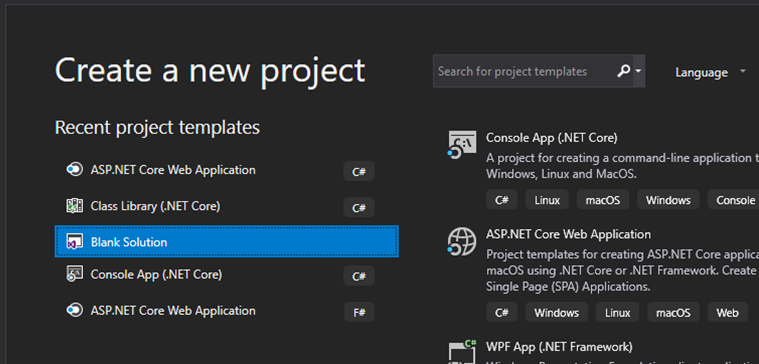 Create a new project
Search for project templates
Language
Recent project templates
ASP.NET Core Web Application
C#
Class Library (.NET Core)
C#
Blank Solution
Console App (.NET Core)
C#
ASP.NET Core Web Application
F#
Console App (.NET Core)
A project for creating a command-line application t
Windows, Linux and MacOS.
C# Linux macOS Windows Console
ASP.NET Core Web Application
Project templates for creating ASP.NET Core applica
macOS using .NET Core or .NET Framework. Create
Single Page (SPA) Applications.
C# Windows Linux macOS Web
WPF App (.NET Framework)